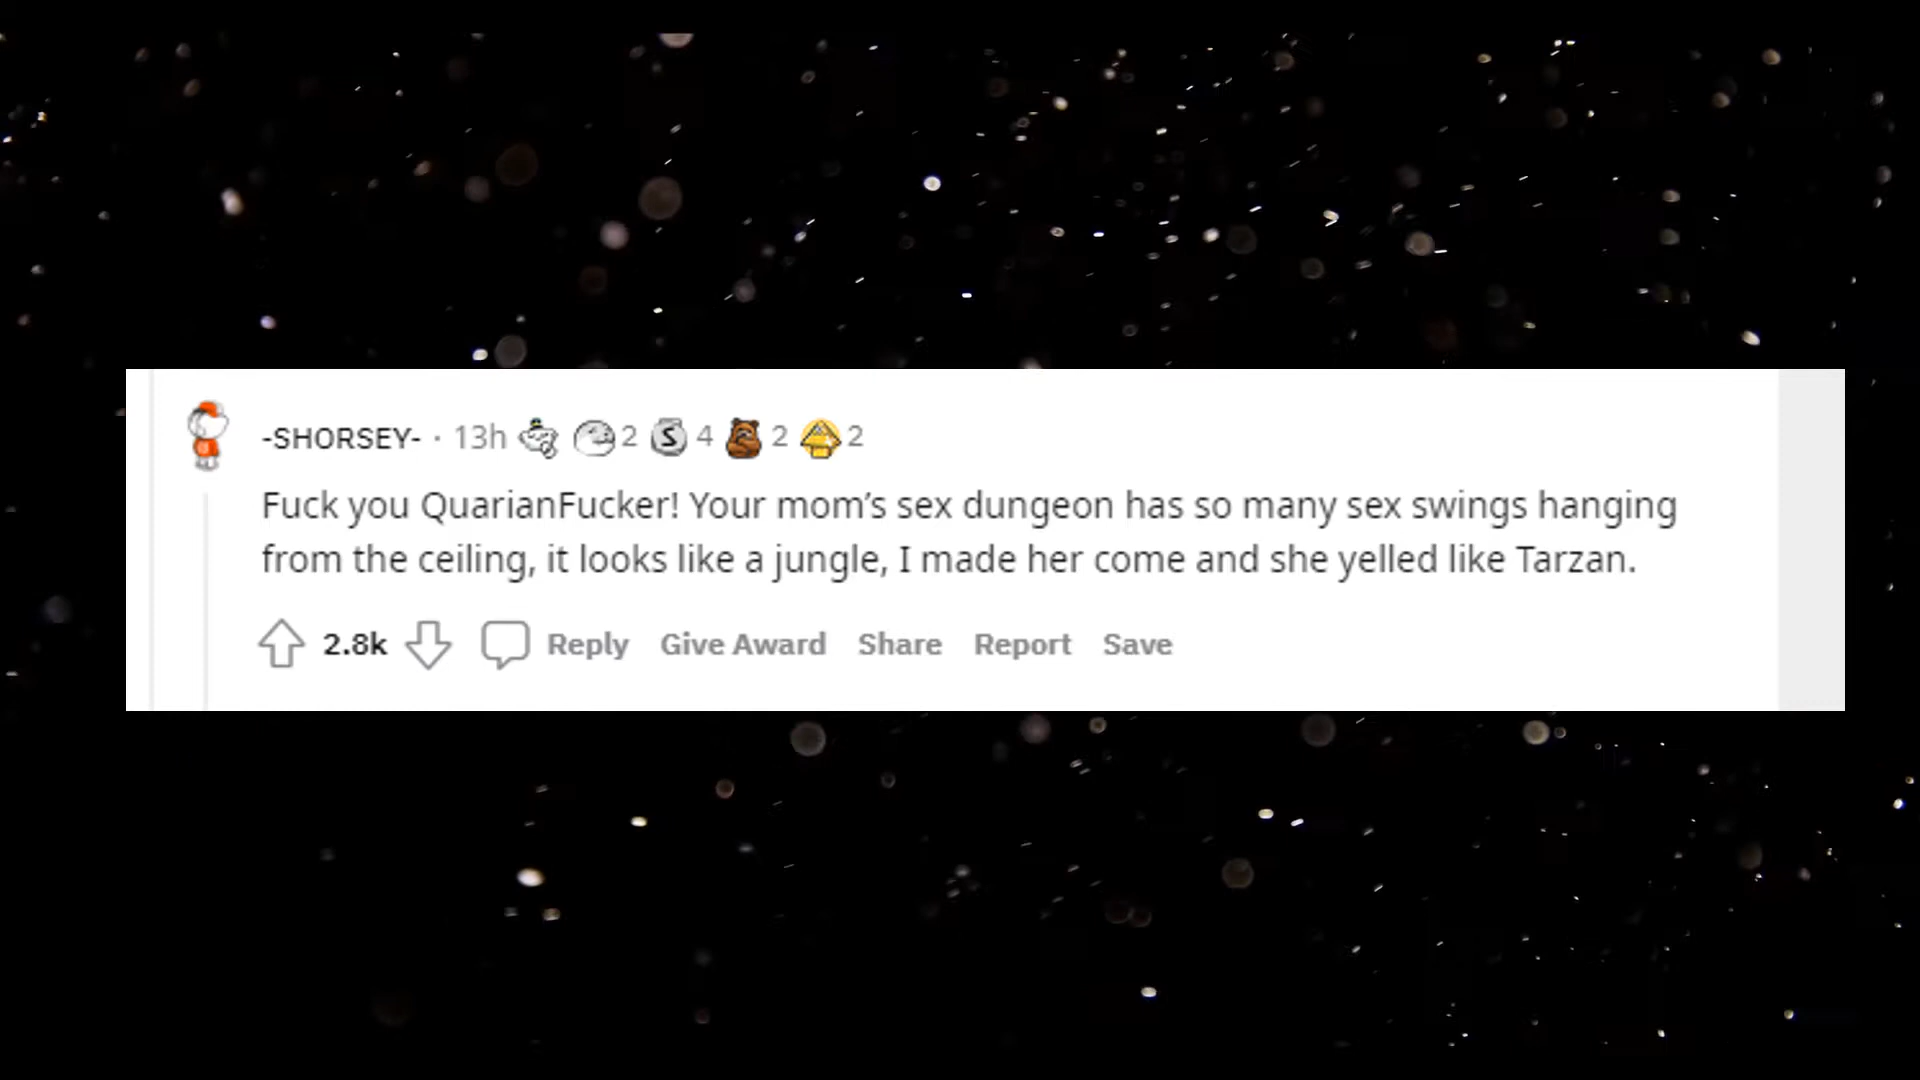 -SHORSEY- · 13h 2 4 2 2
Fuck you QuarianFucker! Your mom’s sex dungeon has so many sex swings hanging
from the ceiling, it looks like a jungle, I made her come and she yelled like Tarzan.
2.8k Reply Give Award Share Report Save